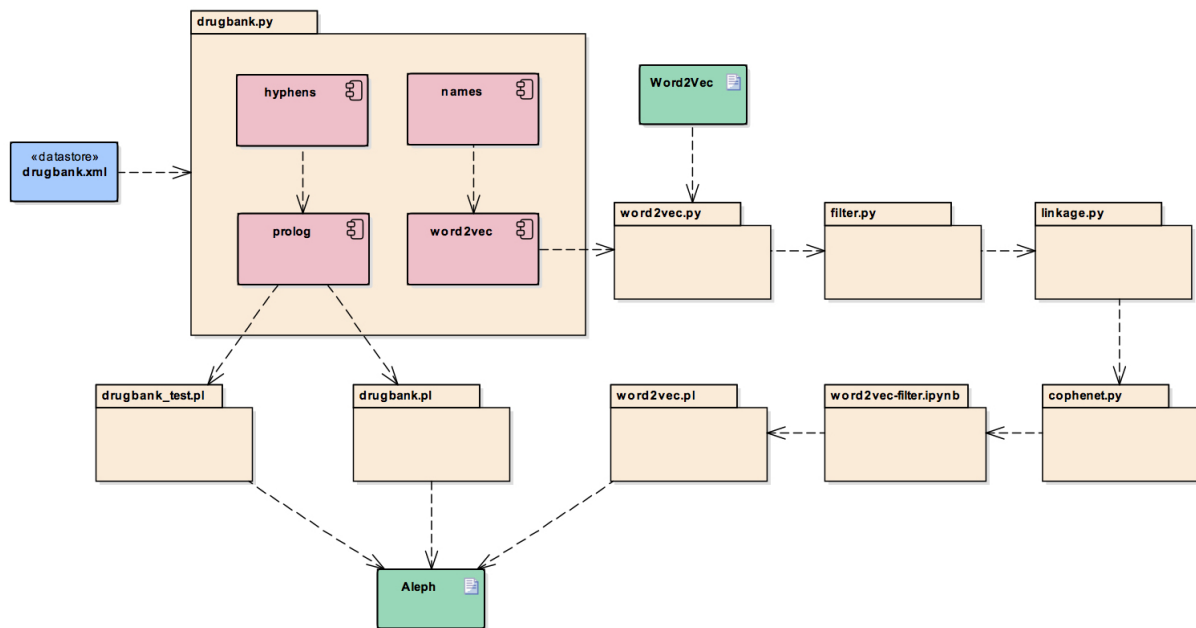 drugbank.py
hyphens
names
Word2Vec
«datastore»
drugbank.xml
prolog
word2vec
word2vec.py
filter.py
linkage.py
drugbank_test.pl
drugbank.pl
word2vec.pl
word2vec-filter.ipynb
cophenet.py
Aleph